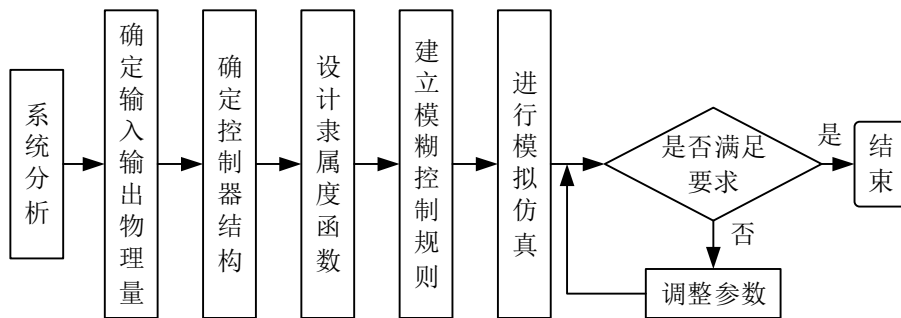 系统分析
确定输入输出物理量
确定控制器结构
设计隶属度函数
建立模糊控制规则
进行模拟仿真
是否满足
要求
是
结束
否
调整参数